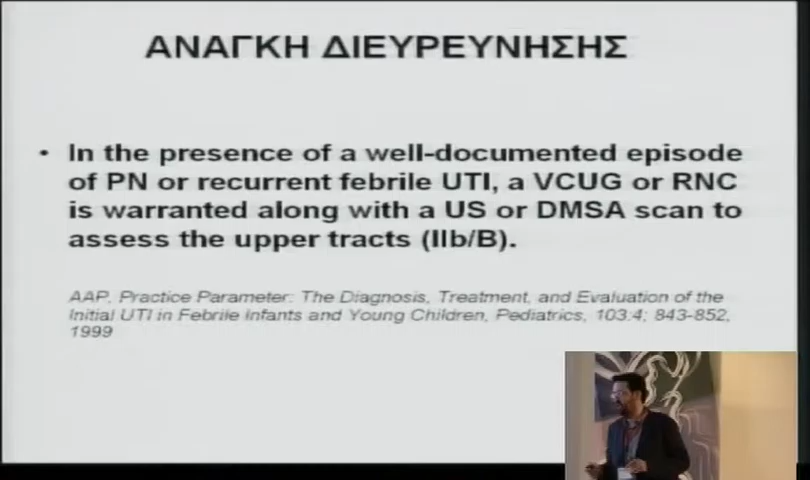 ΑΝΑΓΚΗ ΔΙΕΥΡΕΥΝΗΣΗΣ
• In the presence of a well-documented episode
of PN or recurrent febrile UTI, a VCUG or RNC
is warranted along with a US or DMSA scan to
assess the upper tracts (IIb/B).
AAP. Practice Parameter: The Diagnosis, Treatment, and Evaluation of the
Initial UTI in Febrile Infants and Young Children, Pediatrics, 103:4; 843-852,
1999